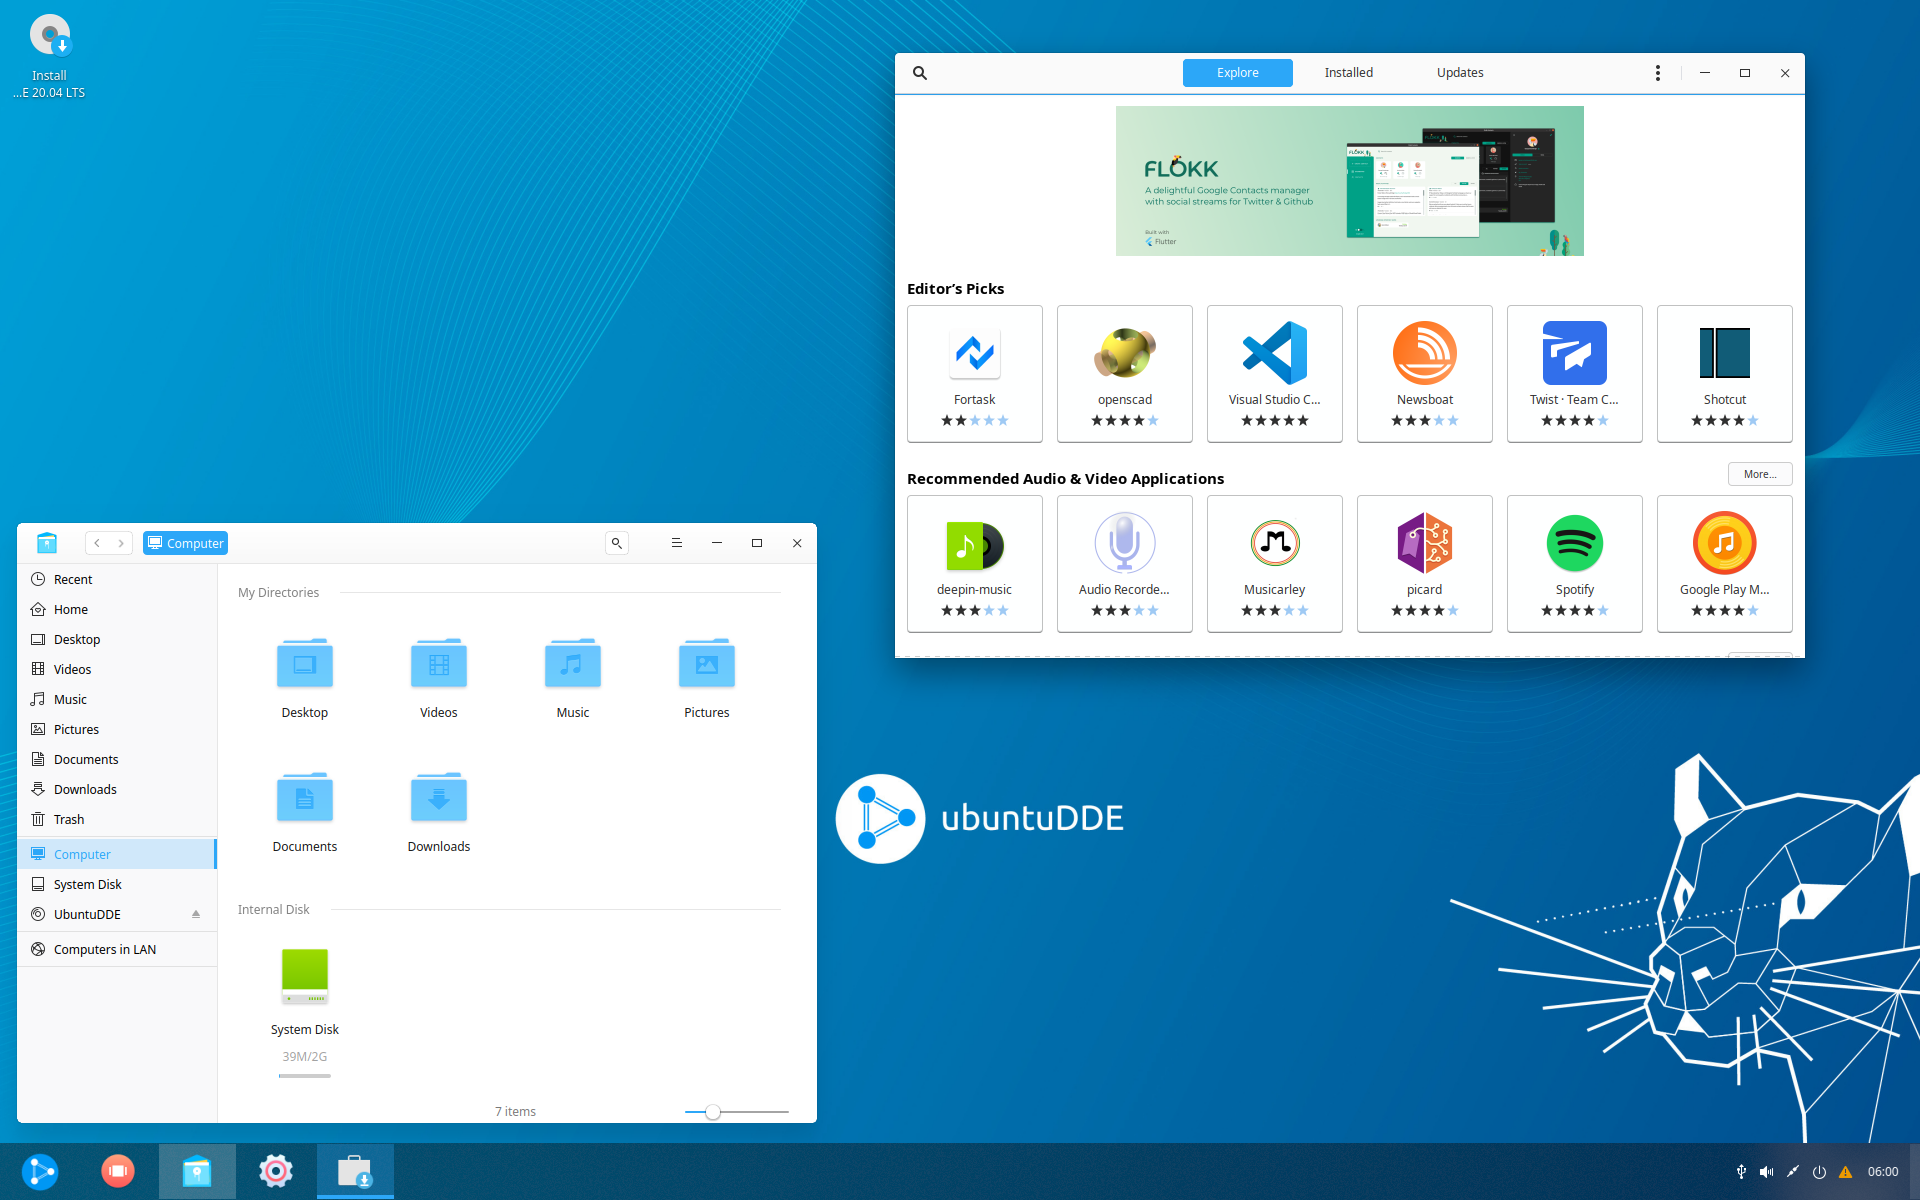 Install
...E 20.04 LTS
Explore
Installed
Updates
FLOKK
A delightful Google Contacts manager
with social streams for Twitter & Github
Built with
Flutter
Editor’s Picks
Fortask
openscad
Visual Studio C...
Newsboat
Twist · Team C...
Shotcut
Recommended Audio & Video Applications
More...
deepin-music
Audio Recorde...
Musicarley
picard
Spotify
Google Play M...
Computer
Recent
Home
Desktop
Videos
Music
Pictures
Documents
Downloads
Trash
Computer
System Disk
UbuntuDDE
Computers in LAN
My Directories
Desktop
Videos
Music
Pictures
Documents
Downloads
Internal Disk
System Disk
39M/2G
7 items
ubuntuDDE
06:00